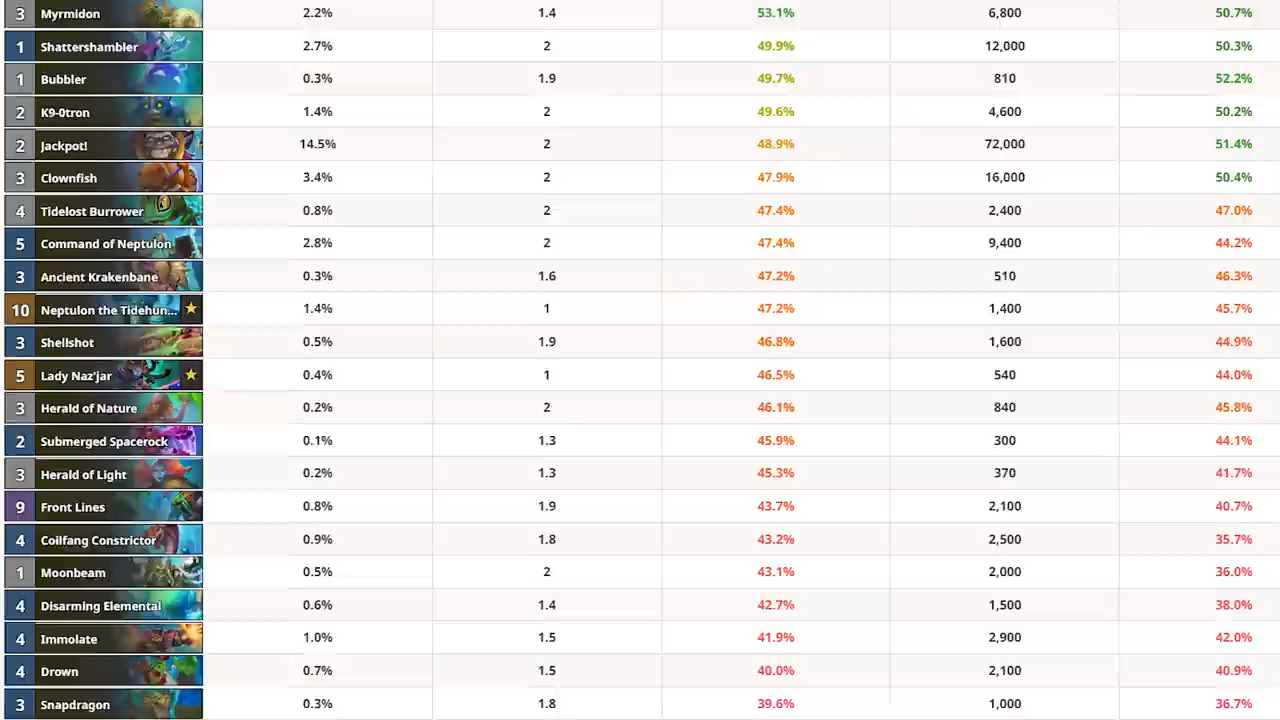 3 Myrmidon 2.2% 1.4 53.1% 6,800 50.7%
1 Shattershambler 2.7% 2 49.9% 12,000 50.3%
1 Bubbler 0.3% 1.9 49.7% 810 52.2%
2 K9-0tron 1.4% 2 49.6% 4,600 50.2%
2 Jackpot! 14.5% 2 48.9% 72,000 51.4%
3 Clownfish 3.4% 2 47.9% 16,000 50.4%
4 Tidelost Burrower 0.8% 2 47.4% 2,400 47.0%
5 Command of Neptulon 2.8% 2 47.4% 9,400 44.2%
3 Ancient Krakenbane 0.3% 1.6 47.2% 510 46.3%
10 Neptulon the Tidehun... 1.4% 1 47.2% 1,400 45.7%
3 Shellshot 0.5% 1.9 46.8% 1,600 44.9%
5 Lady Naz'jar 0.4% 1 46.5% 540 44.0%
3 Herald of Nature 0.2% 2 46.1% 840 45.8%
2 Submerged Spacerock 0.1% 1.3 45.9% 300 44.1%
3 Herald of Light 0.2% 1.3 45.3% 370 41.7%
9 Front Lines 0.8% 1.9 43.7% 2,100 40.7%
4 Coilfang Constrictor 0.9% 1.8 43.2% 2,500 35.7%
1 Moonbeam 0.5% 2 43.1% 2,000 36.0%
4 Disarming Elemental 0.6% 1.4 42.7% 1,500 38.0%
4 Immolate 1.0% 1.5 41.9% 2,900 42.0%
4 Drown 0.7% 1.5 40.0% 2,100 40.9%
3 Snapdragon 0.3% 1.8 39.6% 1,000 36.7%